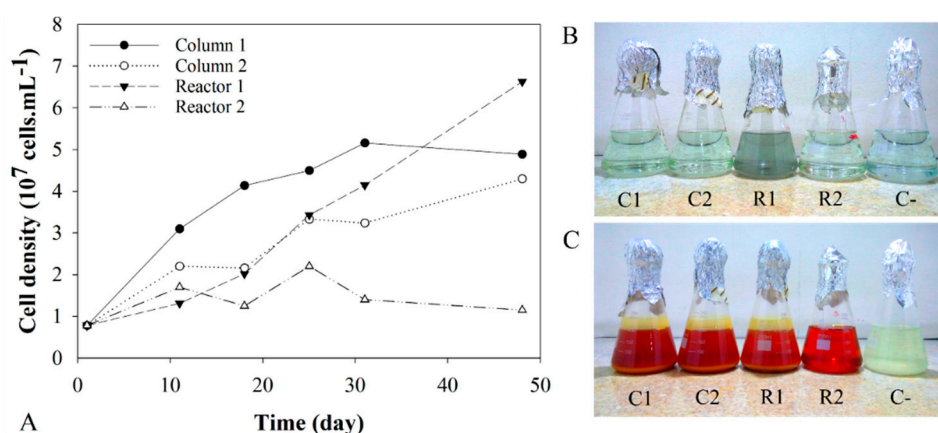 8
7
6
5
4
3
2
1
0
Cell density (10⁷ cells.mL⁻¹)
Column 1
Column 2
Reactor 1
Reactor 2
0 10 20 30 40 50
Time (day)
A
B
C1 C2 R1 R2 C-
C
C1 C2 R1 R2 C-